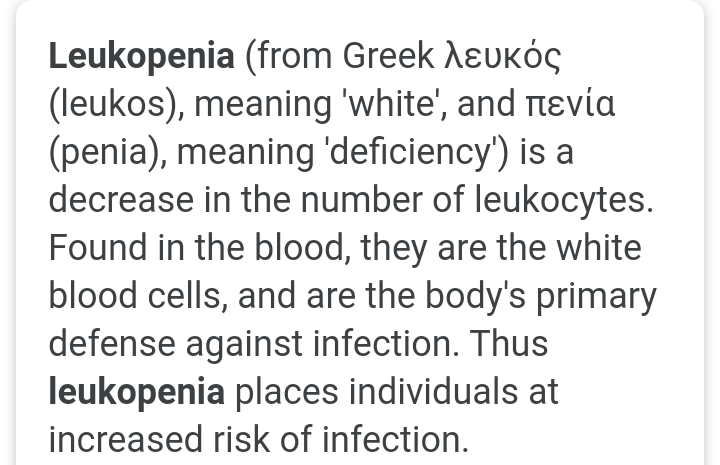 Leukopenia (from Greek λευκός
(leukos), meaning 'white', and πενία
(penia), meaning 'deficiency') is a
decrease in the number of leukocytes.
Found in the blood, they are the white
blood cells, and are the body's primary
defense against infection. Thus
leukopenia places individuals at
increased risk of infection.